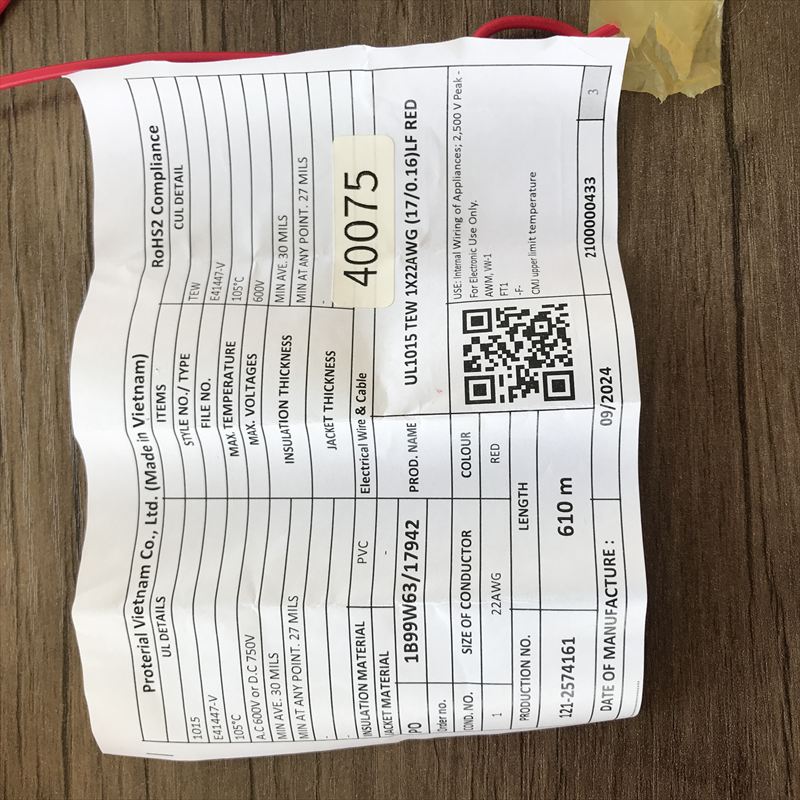 Proterial Vietnam Co., Ltd. (Made in Vietnam) RoHS2 Compliance
UL DETAILS ITEMS CUL DETAIL
1015 STYLE NO./ TYPE TEW
E41447-V FILE NO. E41447-V
105°C MAX. TEMPERATURE 105°C
A.C 600V or D.C 750V MAX. VOLTAGES 600V
MIN AVE. 30 MILS INSULATION THICKNESS MIN AVE. 30 MILS
MIN AT ANY POINT. 27 MILS MIN AT ANY POINT. 27 MILS
JACKET THICKNESS -
40075
INSULATION MATERIAL PVC Electrical Wire & Cable
JACKET MATERIAL -
PO 1B99W63/17942 PROD. NAME UL1015 TEW 1X22AWG (17/0.16)LF RED
Order no.
COND. NO. SIZE OF CONDUCTOR COLOUR
1 22AWG RED
USE: Internal Wiring of Appliances; 2,500 V Peak -
For Electronic Use Only.
AWM, VW-1
FT1
-F-
CMJ upper limit temperature
PRODUCTION NO. LENGTH
121-2574161 610 m
DATE OF MANUFACTURE : 09/2024 2100000433 3